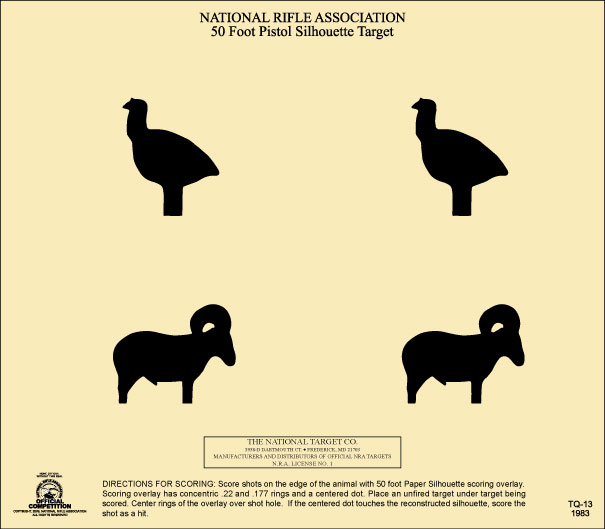 NATIONAL RIFLE ASSOCIATION
50 Foot Pistol Silhouette Target
THE NATIONAL TARGET CO.
3958-D DARTMOUTH CT. • FREDERICK, MD 21703
MANUFACTURERS AND DISTRIBUTORS OF OFFICIAL NRA TARGETS
N.R.A. LICENSE NO. 1
OFFICIAL
COMPETITION
DIRECTIONS FOR SCORING: Score shots on the edge of the animal with 50 foot Paper Silhouette scoring overlay.
Scoring overlay has concentric .22 and .177 rings and a centered dot. Place an unfired target under target being
scored. Center rings of the overlay over shot hole.  If the centered dot touches the reconstructed silhouette, score the
shot as a hit.
TQ-13
1983